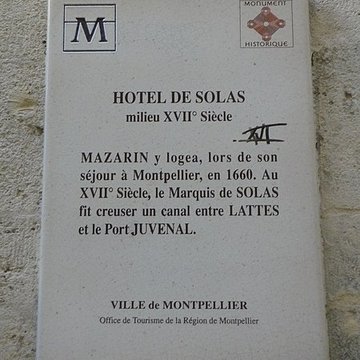 M
MONUMENT
HISTORIQUE
HOTEL DE SOLAS
milieu XVII° Siècle
XVII
MAZARIN y logea, lors de son
séjour à Montpellier, en 1660. Au
XVII° Siècle, le Marquis de SOLAS
fit creuser un canal entre LATTES
et le Port JUVENAL.
VILLE de MONTPELLIER
Office de Tourisme de la Région de Montpellier